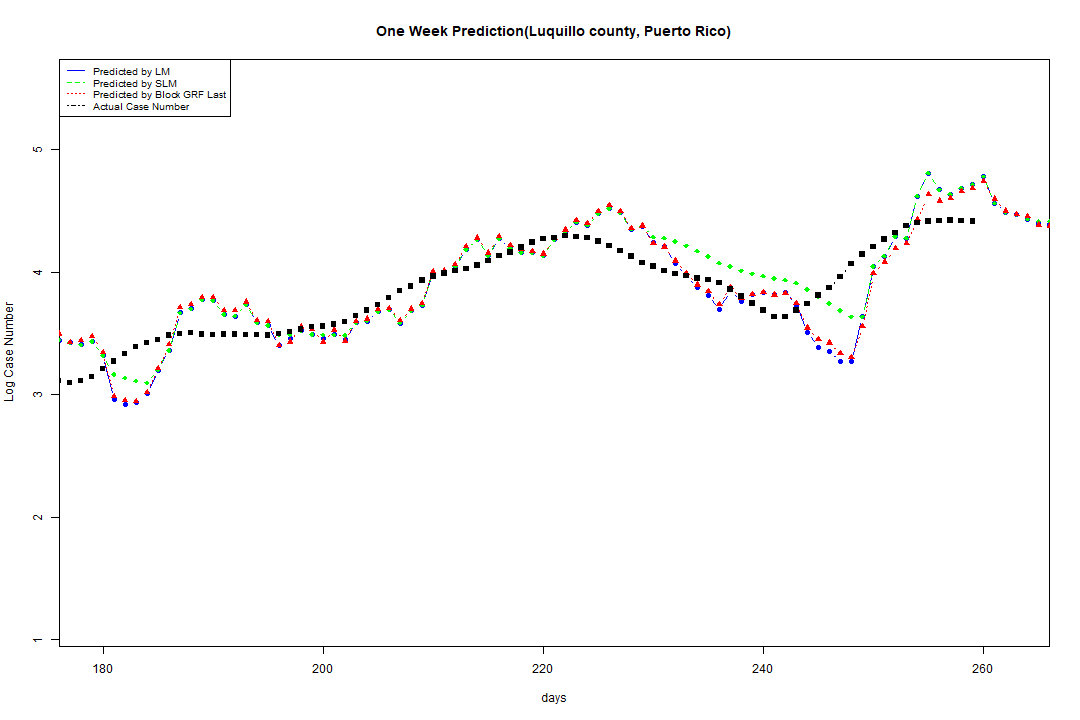 One Week Prediction(Luquillo county, Puerto Rico)
Predicted by LM
Predicted by SLM
Predicted by Block GRF Last
Actual Case Number
5
4
3
2
1
Log Case Number
180 200 220 240 260
days